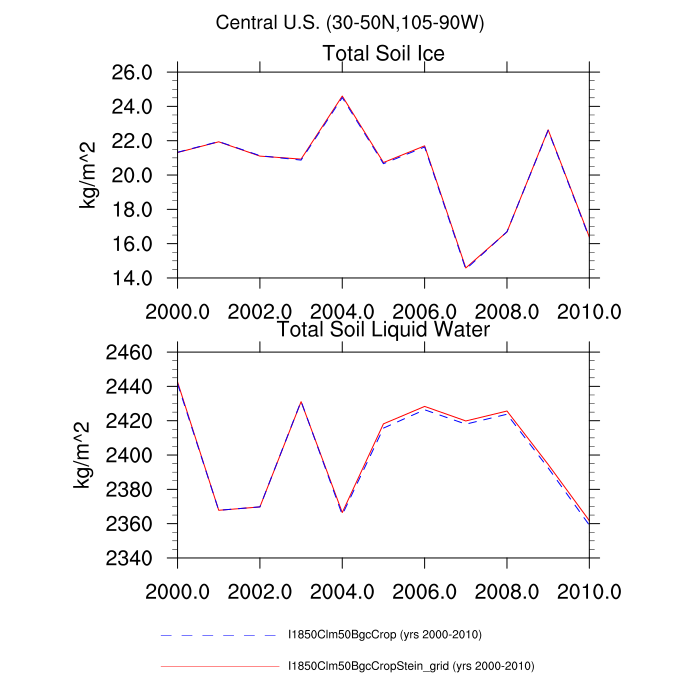 Central U.S. (30-50N,105-90W)
Total Soil Ice
26.0
24.0
22.0
20.0
18.0
16.0
14.0
kg/m^2
2000.0 2002.0 2004.0 2006.0 2008.0 2010.0
Total Soil Liquid Water
2460
2440
2420
2400
2380
2360
2340
kg/m^2
2000.0 2002.0 2004.0 2006.0 2008.0 2010.0
I1850Clm50BgcCrop (yrs 2000-2010)
I1850Clm50BgcCropStein_grid (yrs 2000-2010)